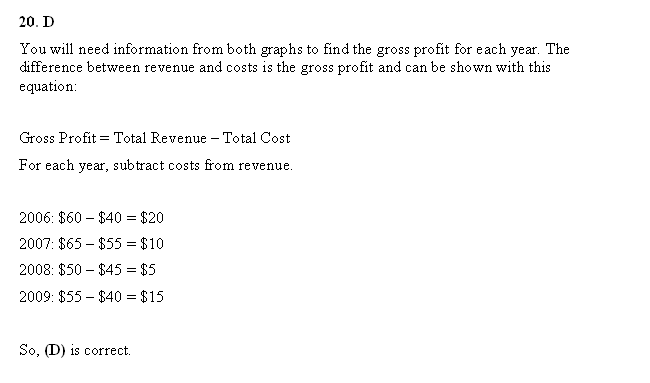 20. D
You will need information from both graphs to find the gross profit for each year. The
difference between revenue and costs is the gross profit and can be shown with this
equation:
Gross Profit = Total Revenue – Total Cost
For each year, subtract costs from revenue.
2006: $60 – $40 = $20
2007: $65 – $55 = $10
2008: $50 – $45 = $5
2009: $55 – $40 = $15
So, (D) is correct.